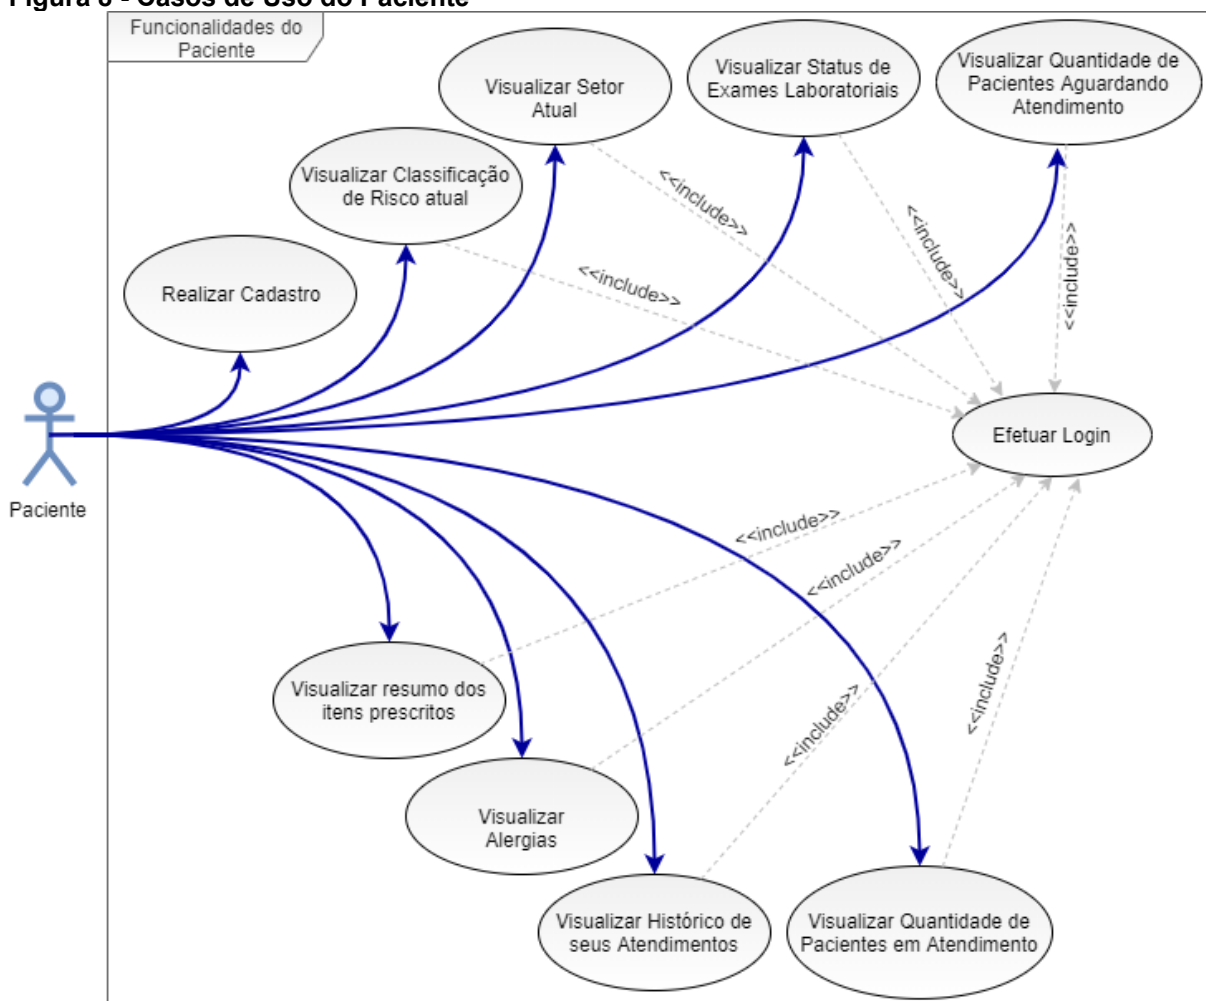 Figura 6 - Casos de Uso do Paciente
Funcionalidades do
Paciente
Visualizar Setor
Atual
Visualizar Status de
Exames Laboratoriais
Visualizar Quantidade de
Pacientes Aguardando
Atendimento
Visualizar Classificação
de Risco atual
Realizar Cadastro
<<include>>
<<include>>
<<include>>
<<include>>
Efetuar Login
Paciente
<<include>>
<<include>>
<<include>>
<<include>>
Visualizar resumo dos
itens prescritos
Visualizar
Alergias
Visualizar Histórico de
seus Atendimentos
Visualizar Quantidade de
Pacientes em Atendimento